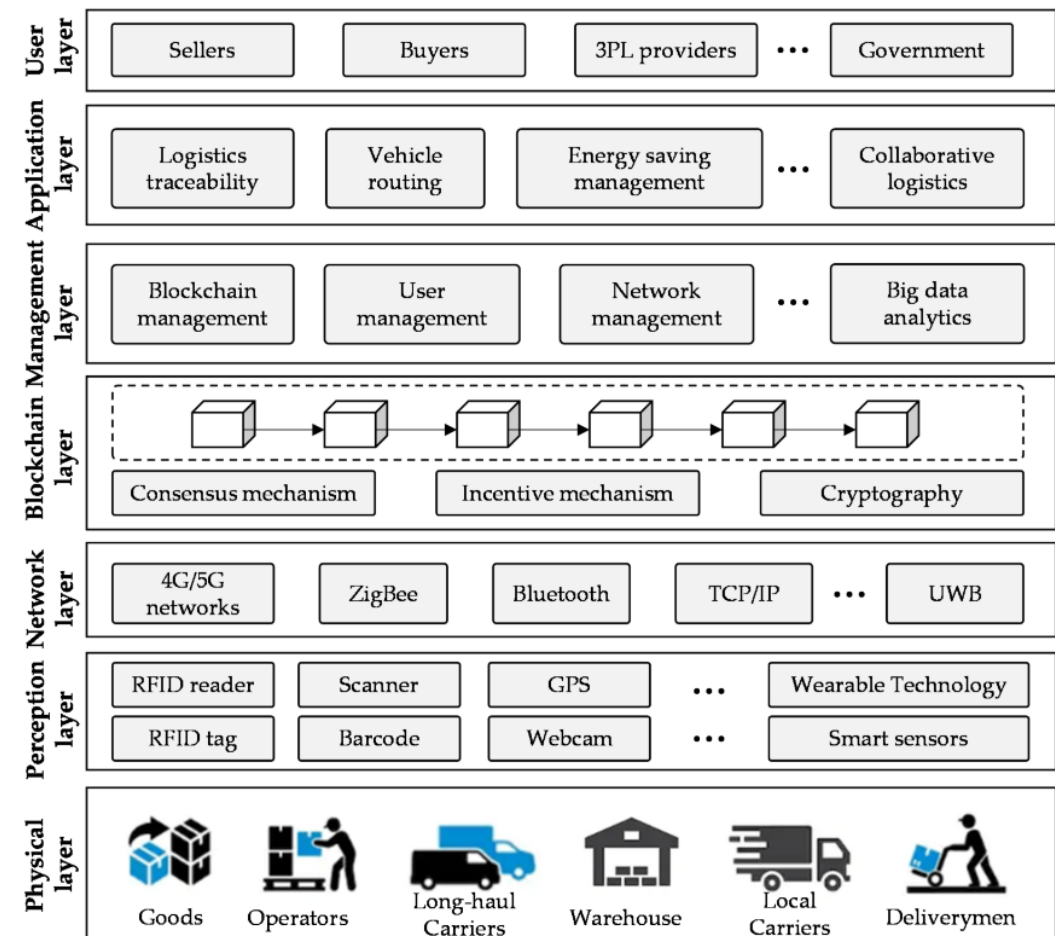 User
layer
Sellers
Buyers
3PL providers
...
Government
Application
layer
Logistics
traceability
Vehicle
routing
Energy saving
management
...
Collaborative
logistics
Management
layer
Blockchain
management
User
management
Network
management
...
Big data
analytics
Blockchain
layer
Consensus mechanism
Incentive mechanism
Cryptography
Network
layer
4G/5G
networks
ZigBee
Bluetooth
TCP/IP
...
UWB
Perception
layer
RFID reader
Scanner
GPS
...
Wearable Technology
RFID tag
Barcode
Webcam
...
Smart sensors
Physical
layer
Goods
Operators
Long-haul
Carriers
Warehouse
Local
Carriers
Deliverymen